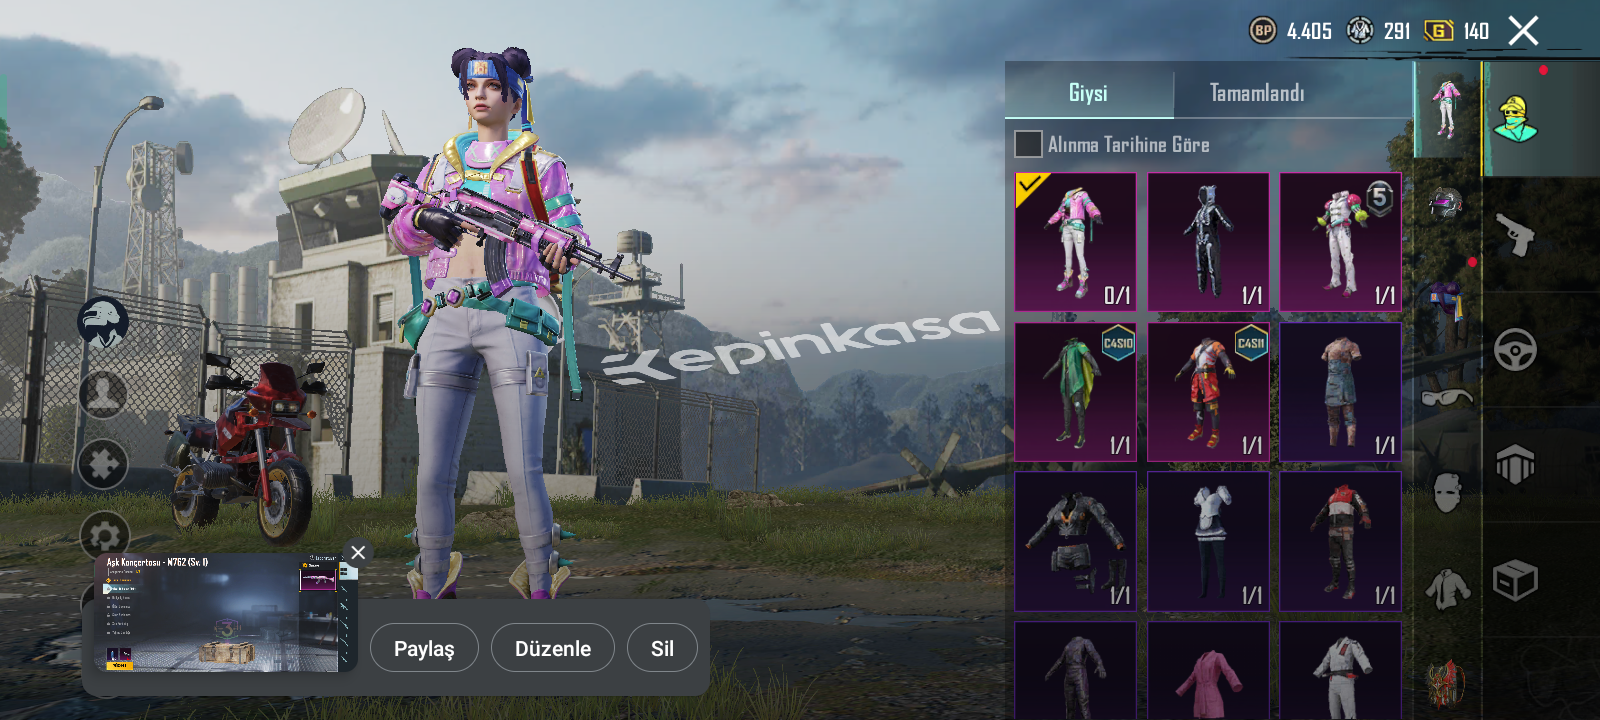 BP 4.405 291 G 140
Giysi Tamamlandı
Alınma Tarihine Göre
0/1 1/1 5 1/1
C4S10 1/1 C4S11 1/1 1/1
1/1 1/1 1/1
epinkasa
Aşk Konçertosu - M762 (Sv. 1)
3
Paylaş Düzenle Sil